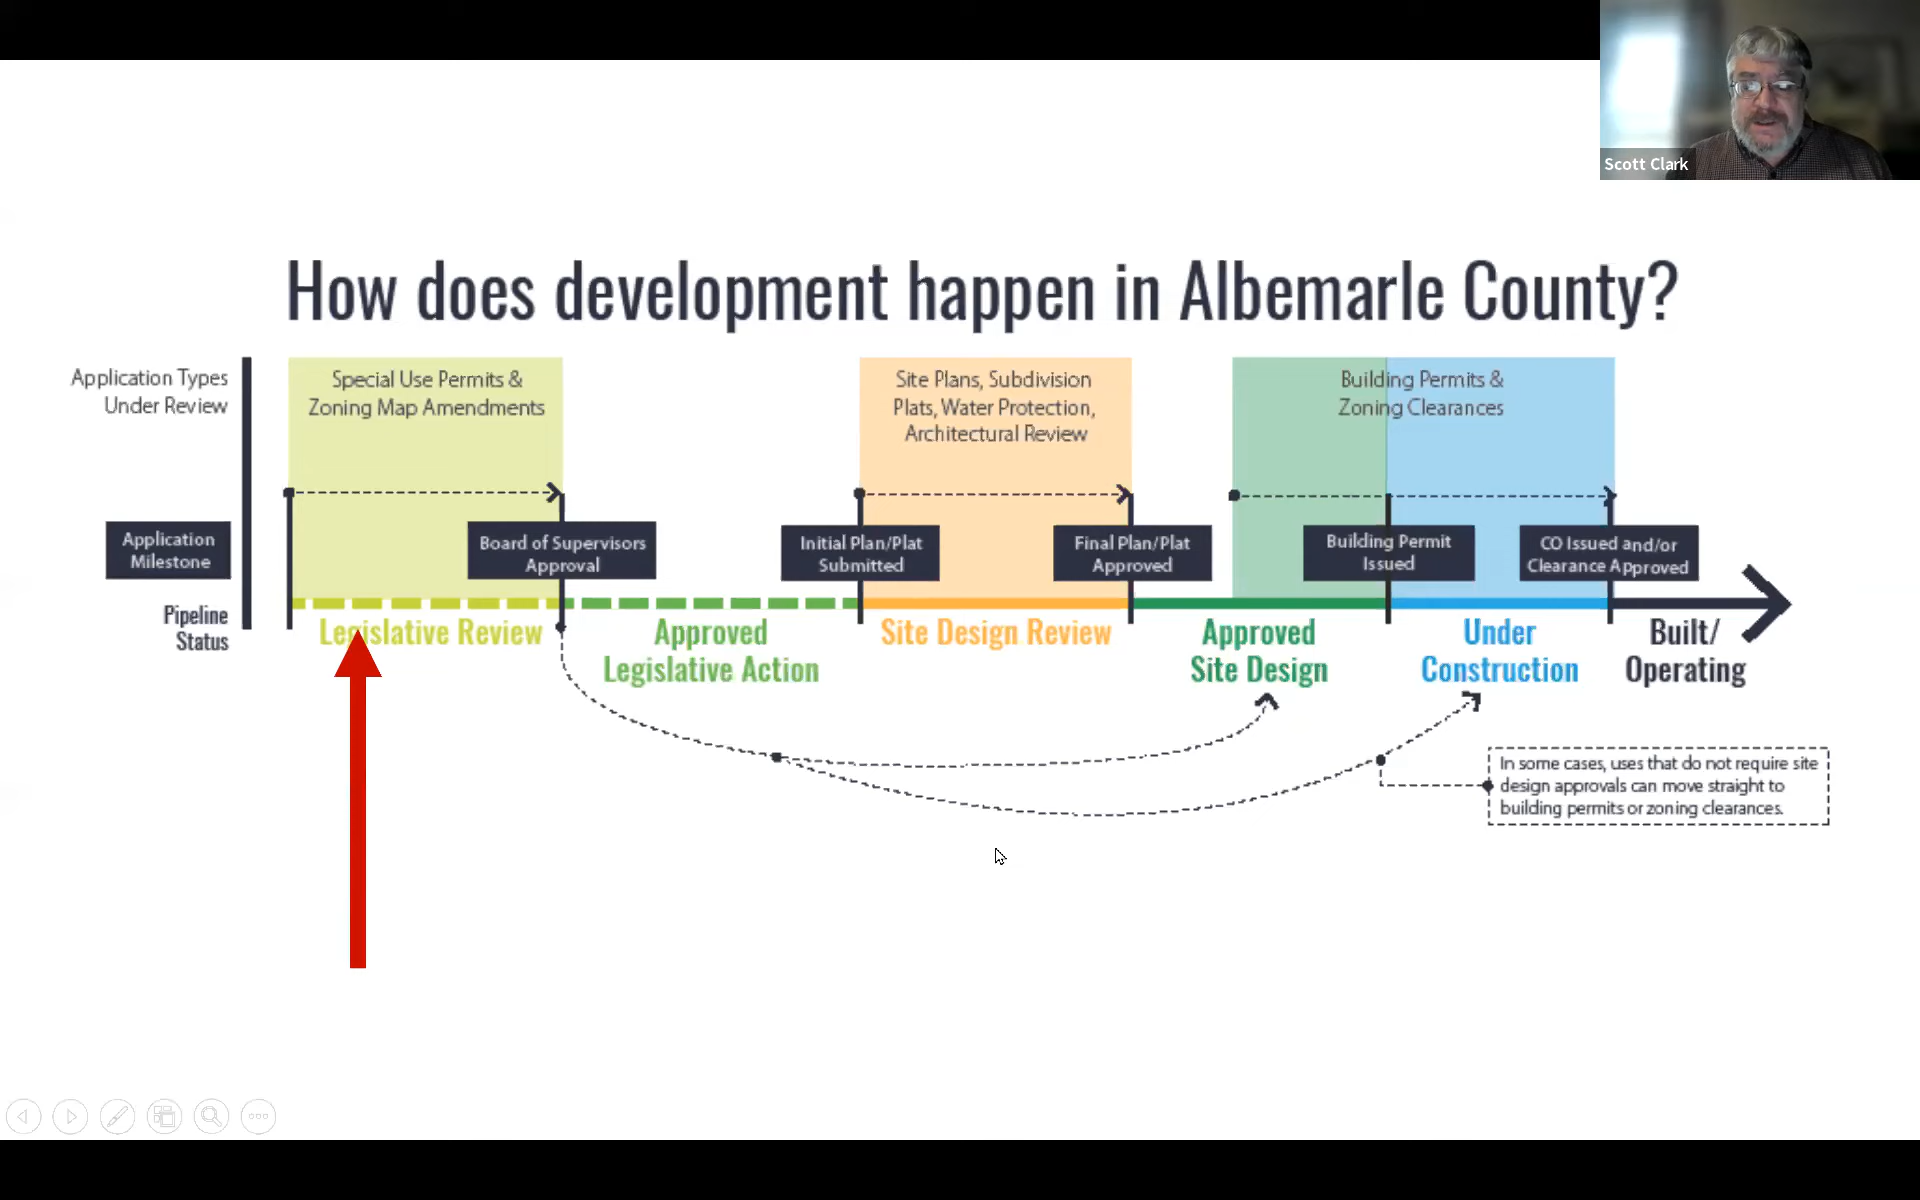 Scott Clark
How does development happen in Albemarle County?
Application Types
Under Review
Special Use Permits &
Zoning Map Amendments
Site Plans, Subdivision
Plats, Water Protection,
Architectural Review
Building Permits &
Zoning Clearances
Application
Milestone
Board of Supervisors
Approval
Initial Plan/Plat
Submitted
Final Plan/Plat
Approved
Building Permit
Issued
CO Issued and/or
Clearance Approved
Pipeline
Status
Legislative Review
Approved
Legislative Action
Site Design Review
Approved
Site Design
Under
Construction
Built/
Operating
In some cases, uses that do not require site
design approvals can move straight to
building permits or zoning clearances.